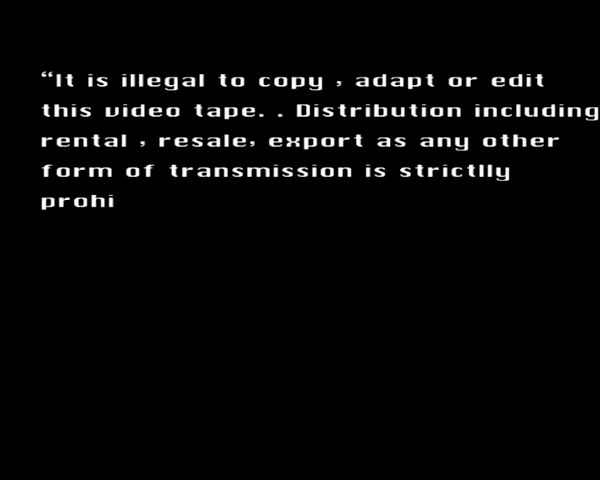 “It is illegal to copy , adapt or edit
this video tape. . Distribution including
rental , resale, export as any other
form of transmission is strictlly
prohi